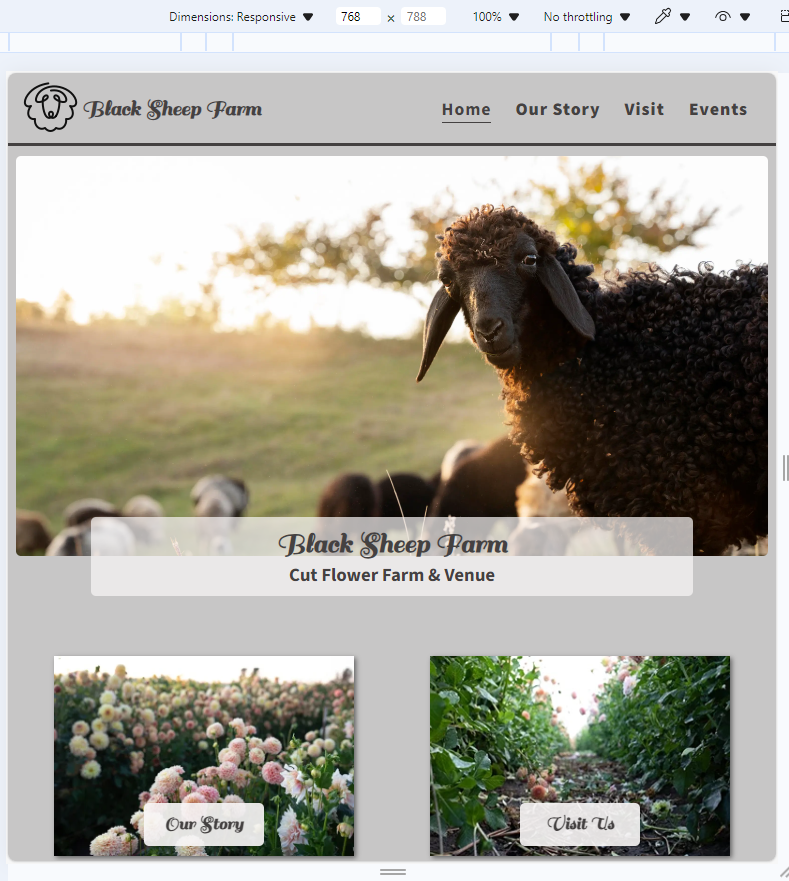 Dimensions: Responsive 768 x 788 100% No throttling
Black Sheep Farm Home Our Story Visit Events
Black Sheep Farm
Cut Flower Farm & Venue
Our Story Visit Us